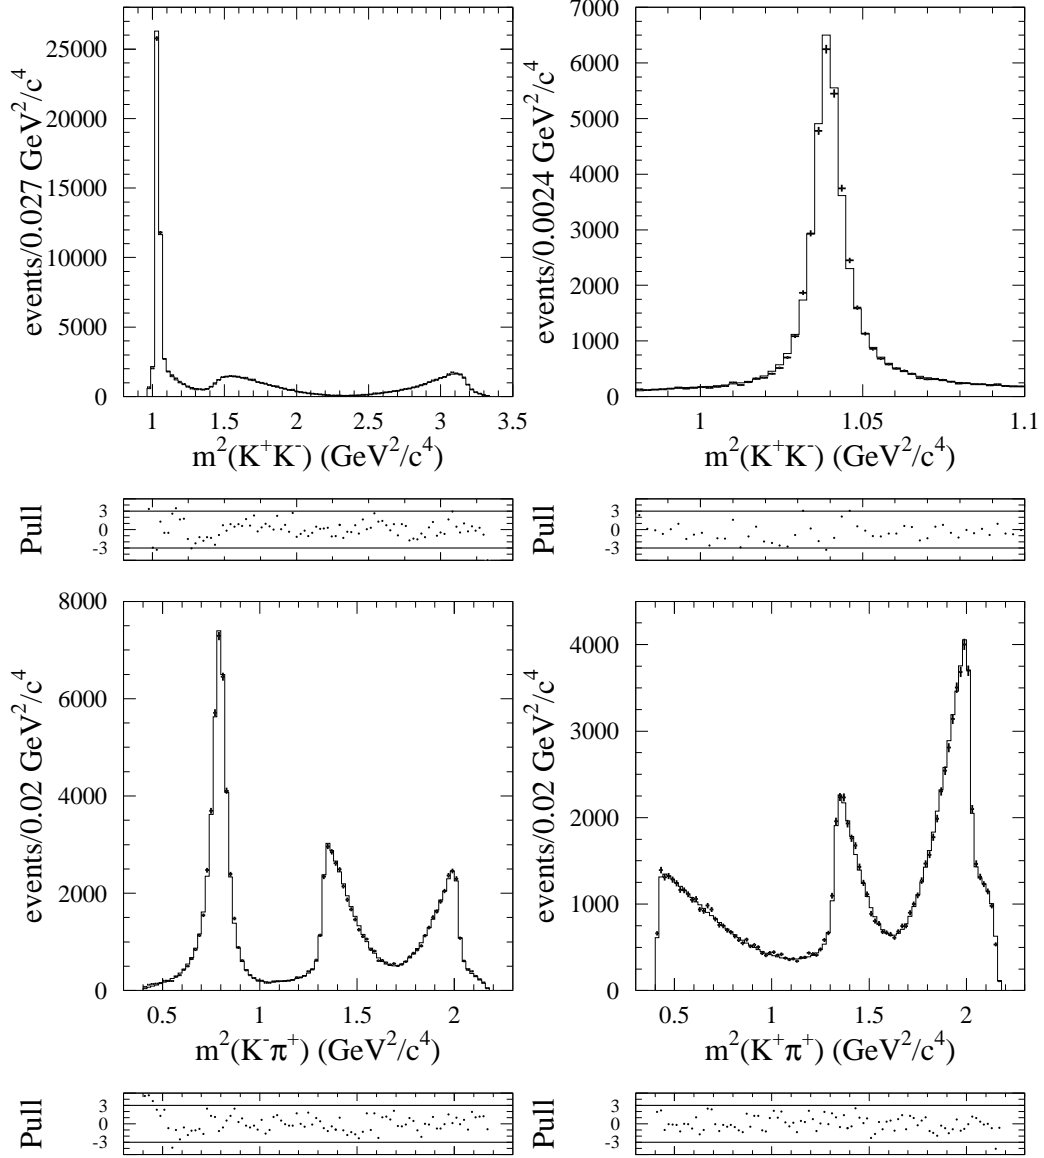 events/0.027 GeV²/c⁴
25000
20000
15000
10000
5000
0
1 1.5 2 2.5 3 3.5
m²(K⁺K⁻) (GeV²/c⁴)
events/0.0024 GeV²/c⁴
7000
6000
5000
4000
3000
2000
1000
0
1 1.05 1.1
m²(K⁺K⁻) (GeV²/c⁴)
Pull
3
0
-3
Pull
3
0
-3
events/0.02 GeV²/c⁴
8000
6000
4000
2000
0
0.5 1 1.5 2
m²(K⁻π⁺) (GeV²/c⁴)
events/0.02 GeV²/c⁴
4000
3000
2000
1000
0
0.5 1 1.5 2
m²(K⁺π⁺) (GeV²/c⁴)
Pull
3
0
-3
Pull
3
0
-3